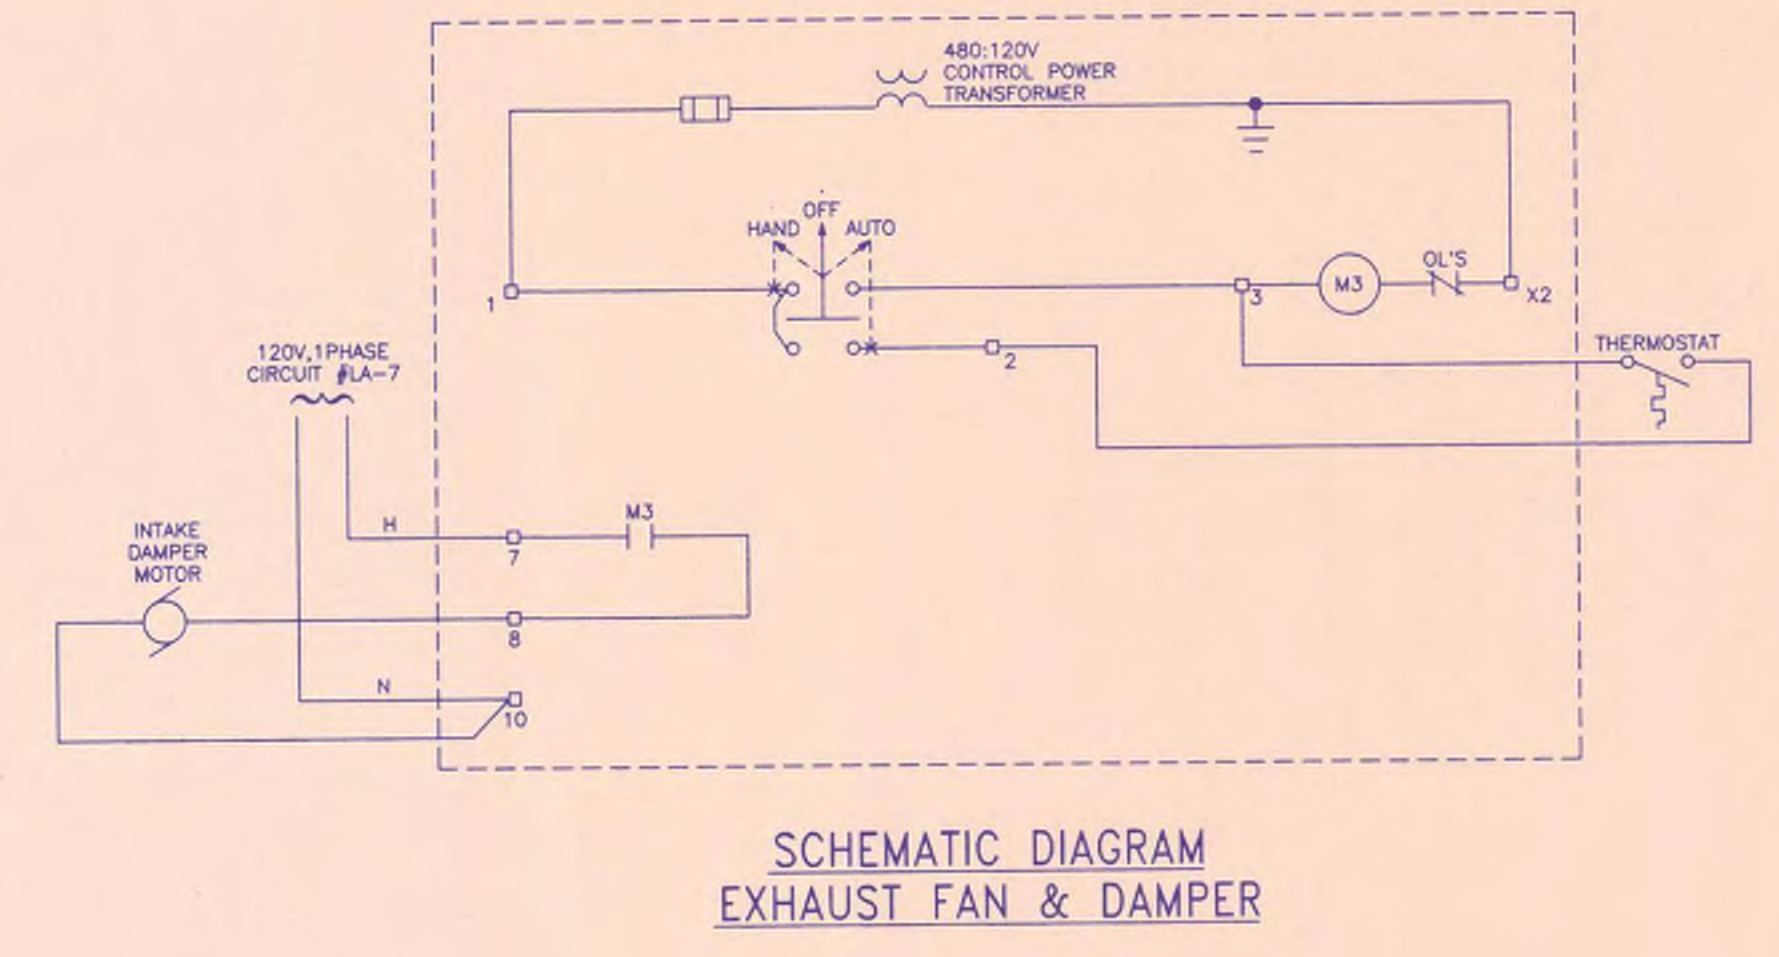 480:120V
CONTROL POWER
TRANSFORMER
OFF
HAND
AUTO
OL'S
M3
1
3
X2
2
THERMOSTAT
120V,1PHASE
CIRCUIT #LA-7
H
M3
7
INTAKE
DAMPER
MOTOR
8
N
10
SCHEMATIC DIAGRAM
EXHAUST FAN & DAMPER